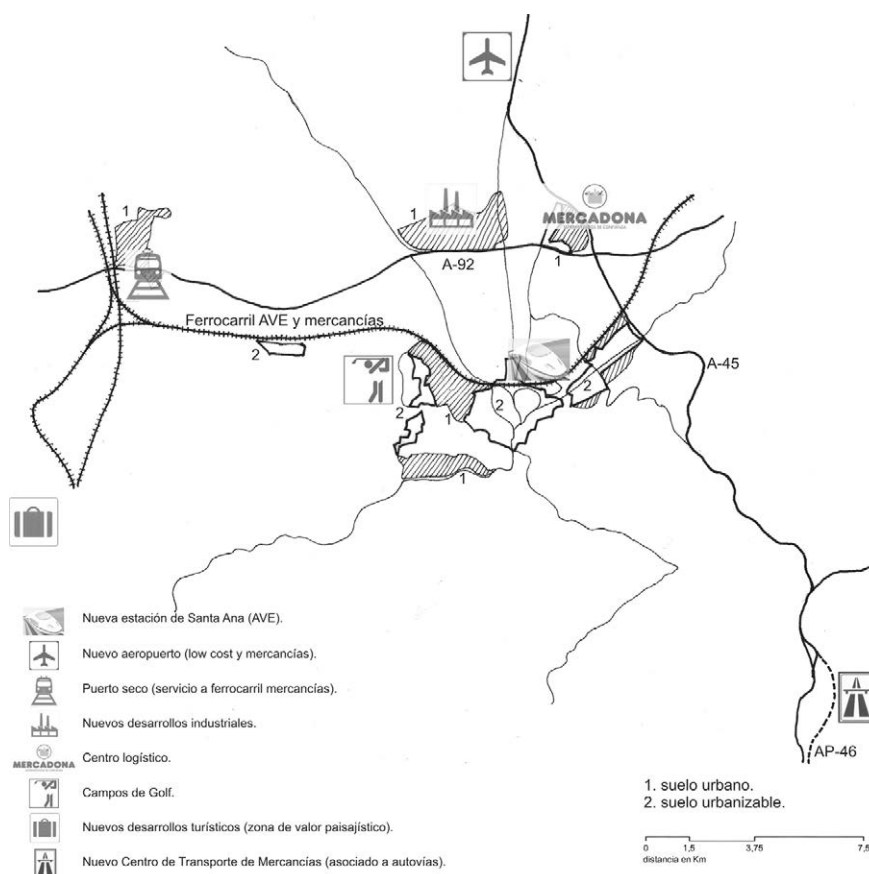 1
MERCADONA
1
1
A-92
Ferrocarril AVE y mercancías
2
A-45
2
2
2
1
1
Nueva estación de Santa Ana (AVE).
Nuevo aeropuerto (low cost y mercancías).
Puerto seco (servicio a ferrocarril mercancías).
Nuevos desarrollos industriales.
MERCADONA
Centro logístico.
Campos de Golf.
Nuevos desarrollos turísticos (zona de valor paisajístico).
Nuevo Centro de Transporte de Mercancías (asociado a autovías).
AP-46
1. suelo urbano.
2. suelo urbanizable.
0 1,5 3,75 7,5
distancia en Km